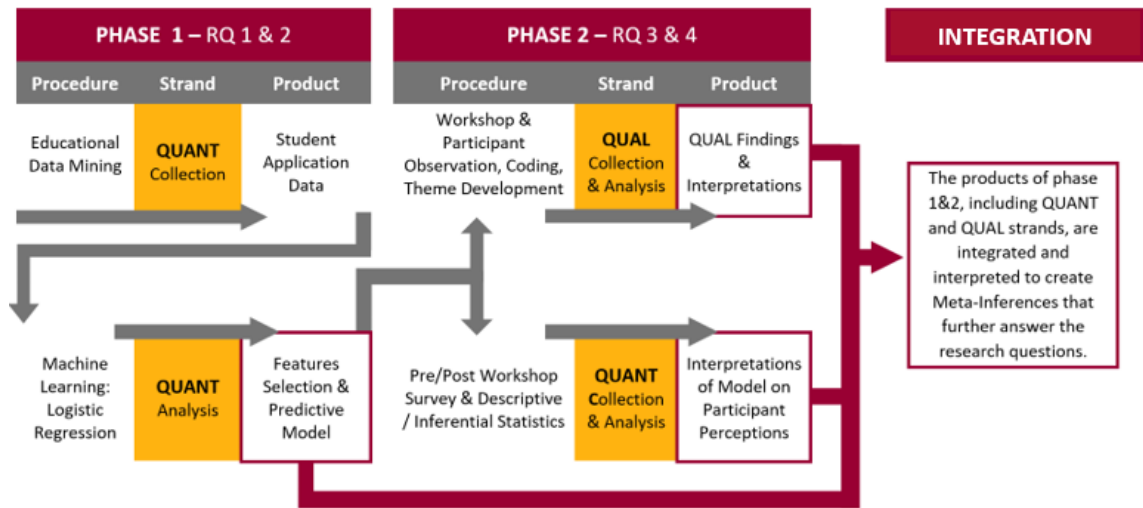 PHASE 1 – RQ 1 & 2
Procedure Strand Product
Educational
Data Mining
QUANT
Collection
Student
Application
Data
Machine
Learning:
Logistic
Regression
QUANT
Analysis
Features
Selection &
Predictive
Model
PHASE 2 – RQ 3 & 4
Procedure Strand Product
Workshop &
Participant
Observation, Coding,
Theme Development
QUAL
Collection
& Analysis
QUAL Findings
&
Interpretations
Pre/Post Workshop
Survey & Descriptive
/ Inferential Statistics
QUANT
Collection
& Analysis
Interpretations
of Model on
Participant
Perceptions
INTEGRATION
The products of phase
1&2, including QUANT
and QUAL strands, are
integrated and
interpreted to create
Meta-Inferences that
further answer the
research questions.